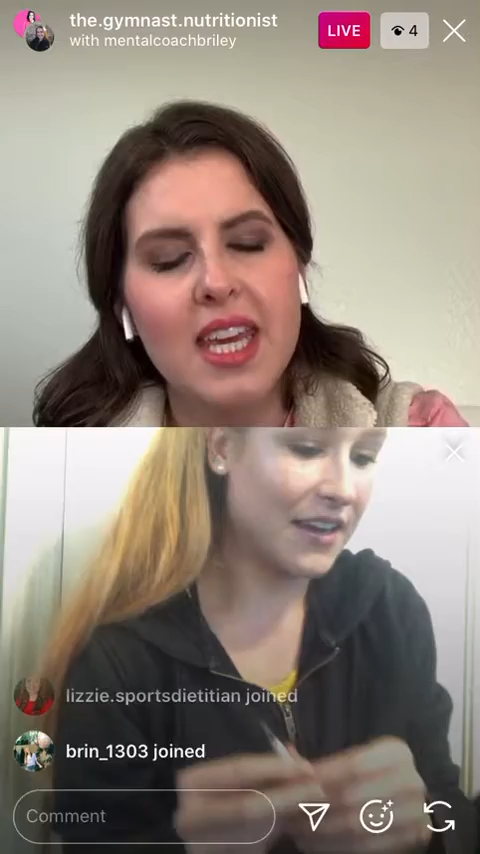 the.gymnast.nutritionist
with mentalcoachbriley
LIVE
4
lizzie.sportsdietitian joined
brin_1303 joined
Comment